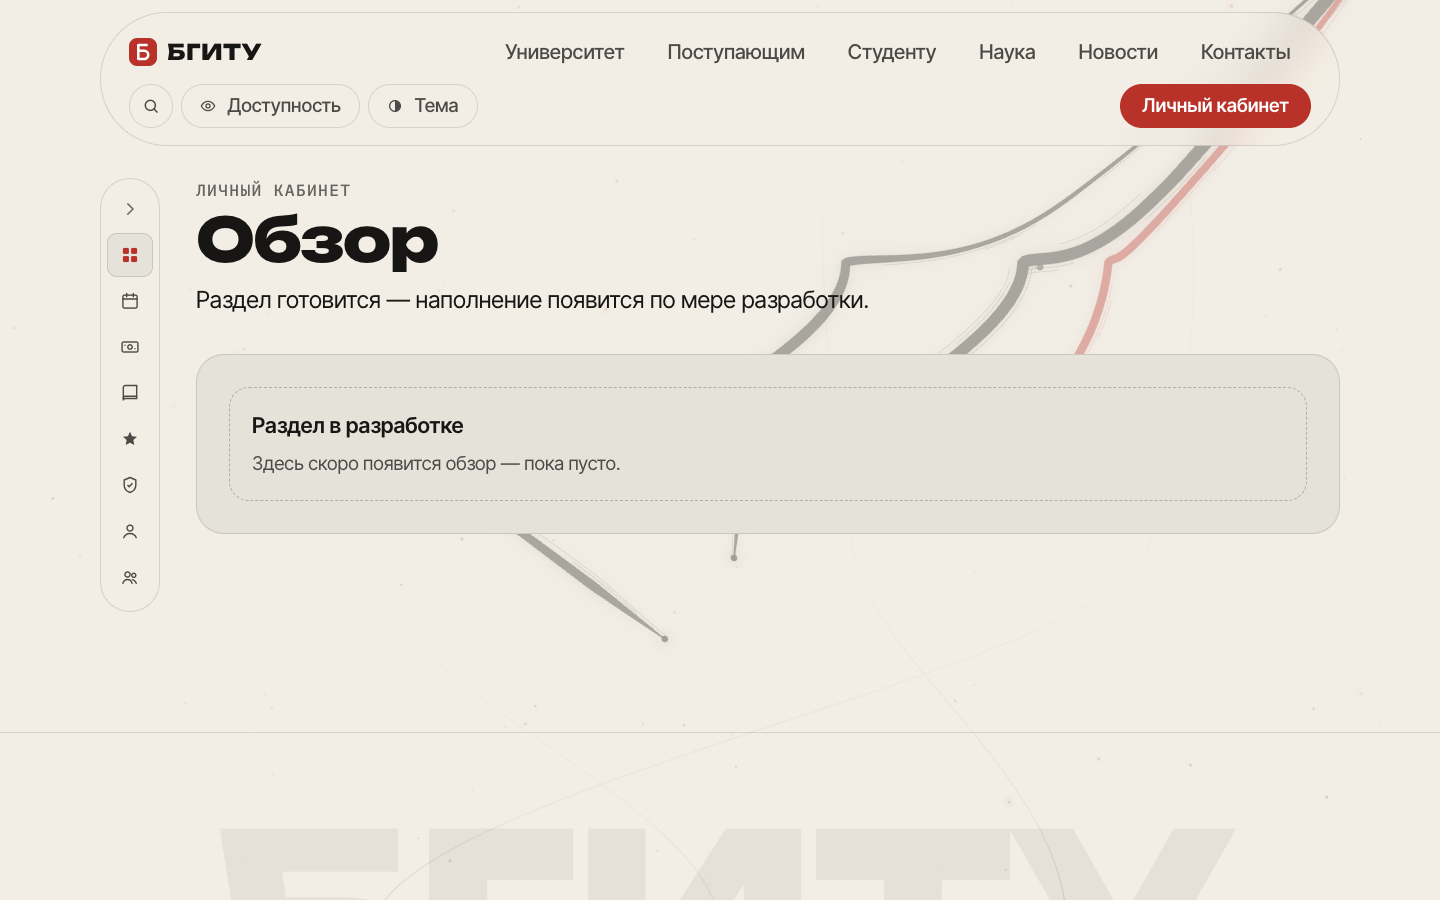 Б БГИТУ
Университет Поступающим Студенту Наука Новости Контакты
Доступность Тема Личный кабинет
ЛИЧНЫЙ КАБИНЕТ
Обзор
Раздел готовится — наполнение появится по мере разработки.
Раздел в разработке
Здесь скоро появится обзор — пока пусто.
БГИТУ